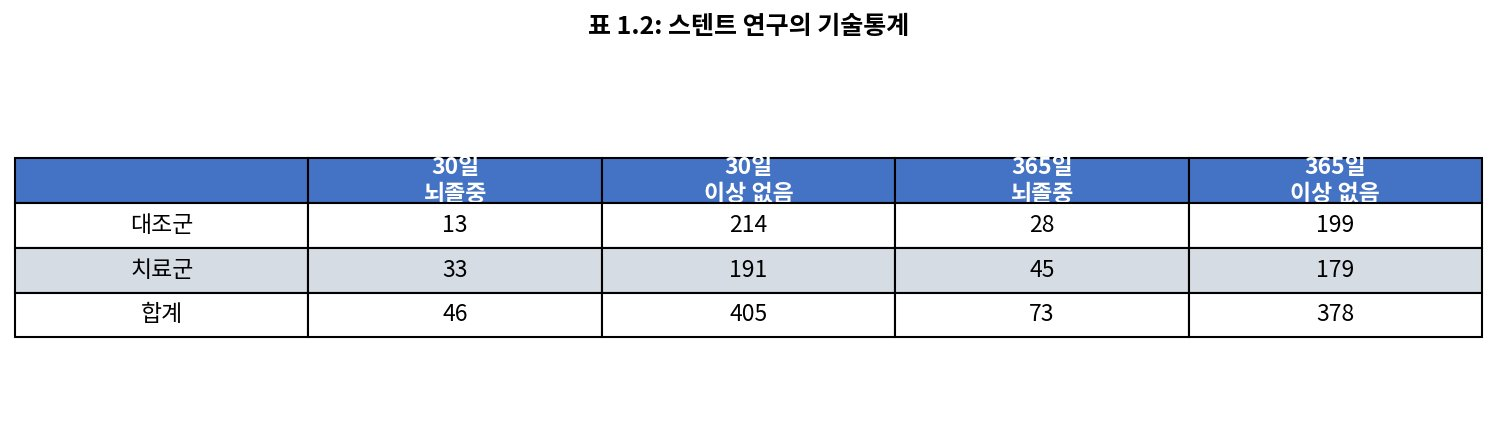 표 1.2: 스텐트 연구의 기술통계
30일 30일 365일 365일
뇌졸중 이상 없음 뇌졸중 이상 없음
대조군 13 214 28 199
치료군 33 191 45 179
합계 46 405 73 378